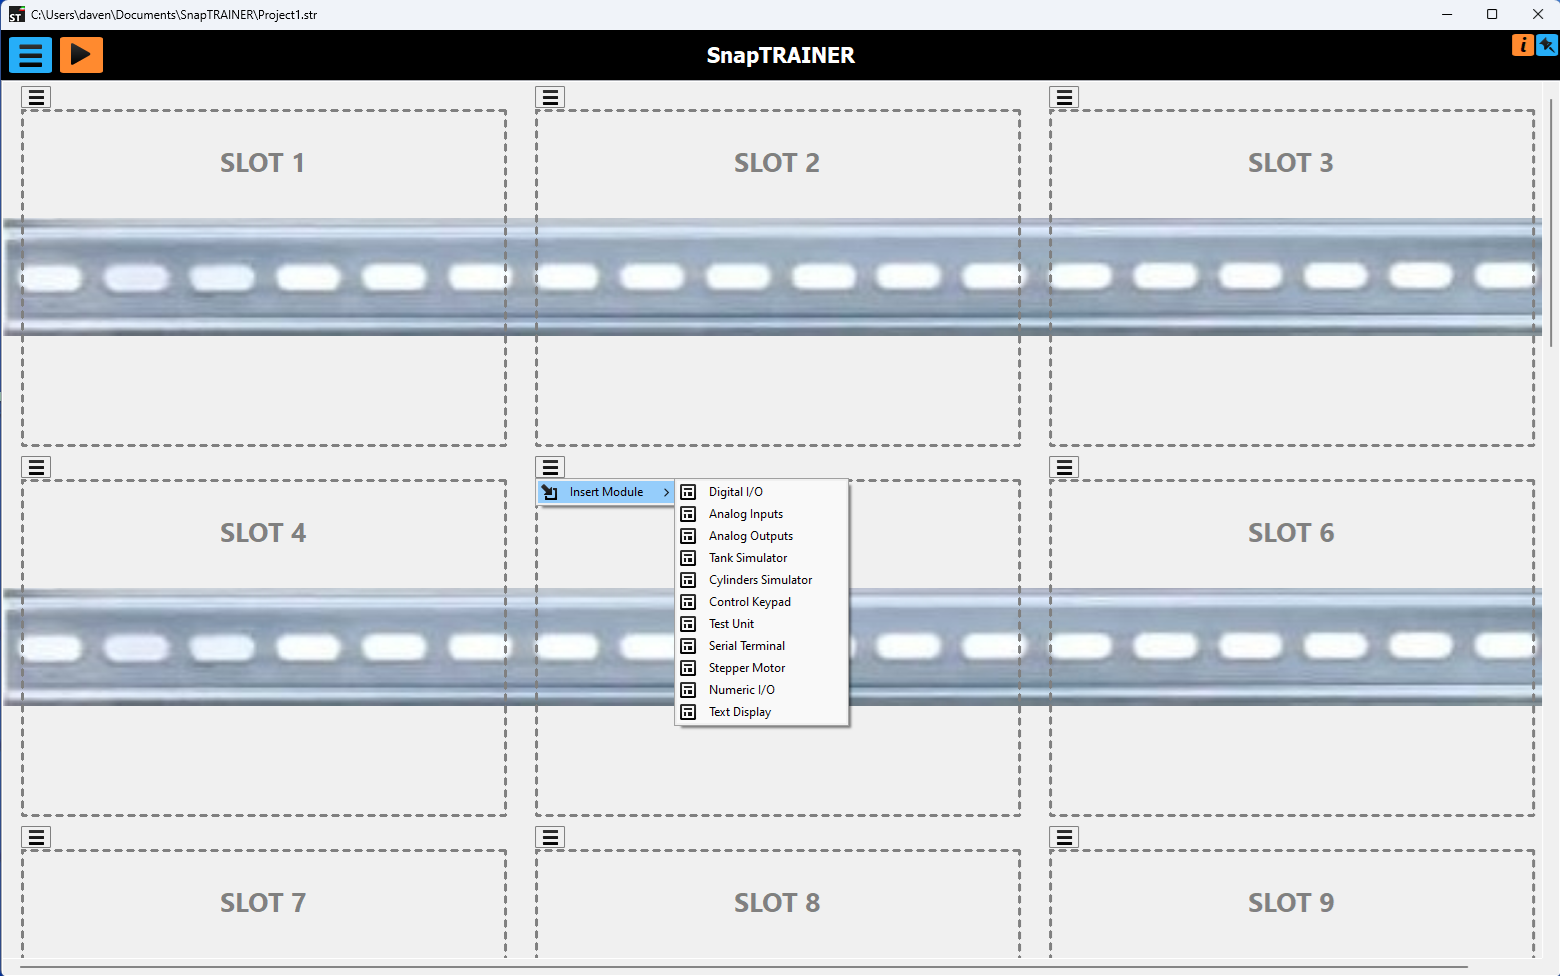 C:\Users\daven\Documents\SnapTRAINER\Project1.str
SnapTRAINER
SLOT 1
SLOT 2
SLOT 3
SLOT 4
Insert Module
Digital I/O
Analog Inputs
Analog Outputs
Tank Simulator
Cylinders Simulator
Control Keypad
Test Unit
Serial Terminal
Stepper Motor
Numeric I/O
Text Display
SLOT 6
SLOT 7
SLOT 8
SLOT 9